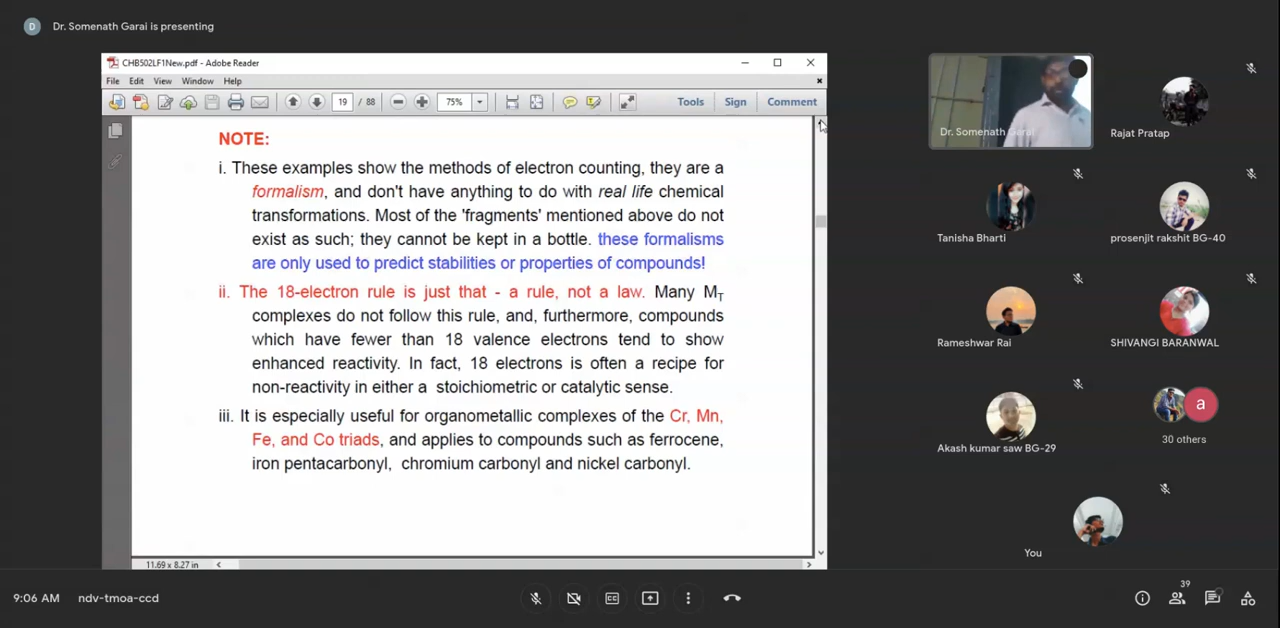 D Dr. Somenath Garai is presenting
CHB502LF1New.pdf - Adobe Reader
File Edit View Window Help
19 / 88 75% Tools Sign Comment
NOTE:
i. These examples show the methods of electron counting, they are a
formalism, and don't have anything to do with real life chemical
transformations. Most of the 'fragments' mentioned above do not
exist as such; they cannot be kept in a bottle. these formalisms
are only used to predict stabilities or properties of compounds!
ii. The 18-electron rule is just that - a rule, not a law. Many MT
complexes do not follow this rule, and, furthermore, compounds
which have fewer than 18 valence electrons tend to show
enhanced reactivity. In fact, 18 electrons is often a recipe for
non-reactivity in either a stoichiometric or catalytic sense.
iii. It is especially useful for organometallic complexes of the Cr, Mn,
Fe, and Co triads, and applies to compounds such as ferrocene,
iron pentacarbonyl, chromium carbonyl and nickel carbonyl.
11.69 x 8.27 in
Dr. Somenath Garai
Rajat Pratap
Tanisha Bharti
prosenjit rakshit BG-40
Rameshwar Rai
SHIVANGI BARANWAL
Akash kumar saw BG-29
a
30 others
You
9:06 AM ndv-tmoa-ccd
CC
39